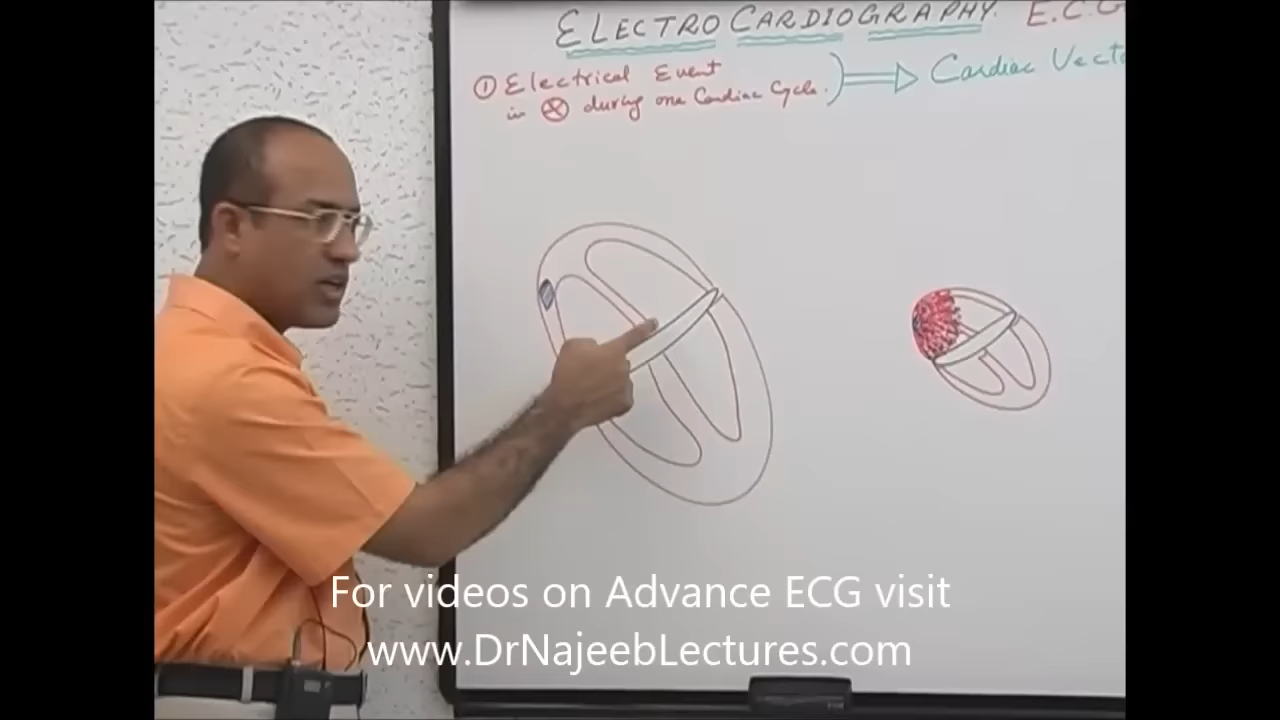 ELECTRO CARDIOGRAPHY. E.C.G
① Electrical Event
in during one Cardiac Cycle.
Cardiac Vecto
For videos on Advance ECG visit
www.DrNajeebLectures.com